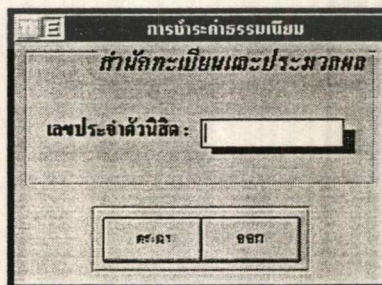 การชำระค่าธรรมเนียม
สำนักทะเบียนและประมวลผล
เลขประจำตัวนิสิต :
ตกลง ออก